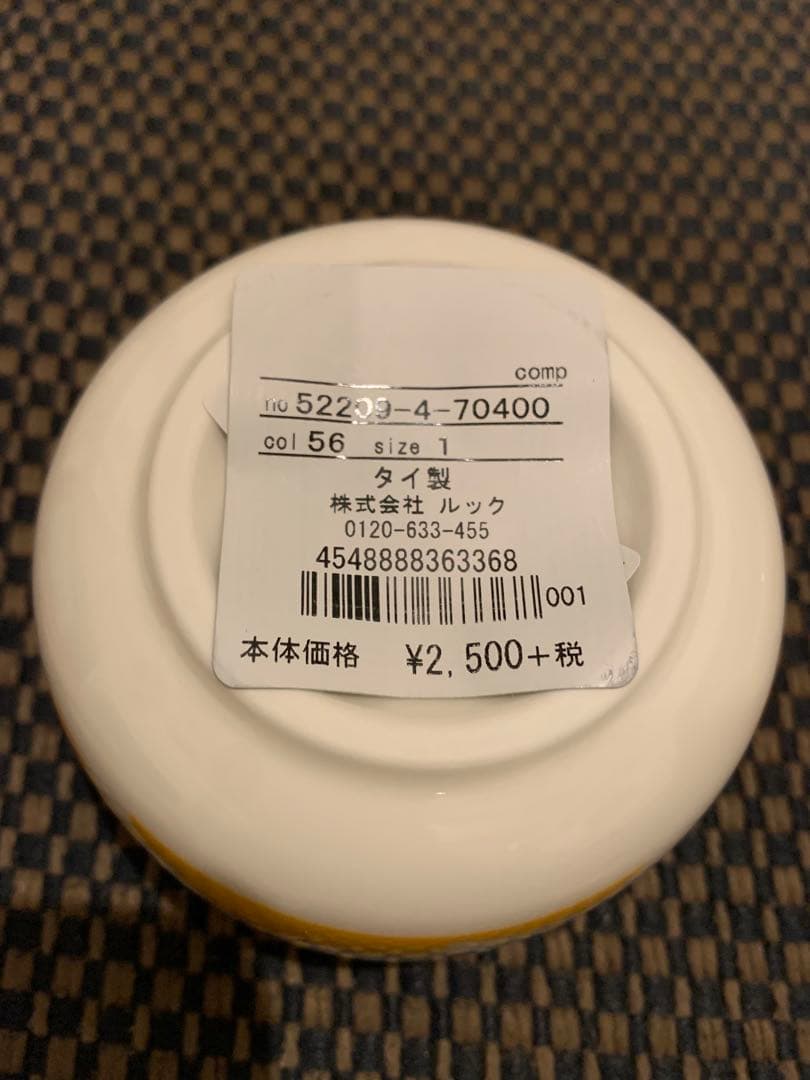 comp
no 52209-4-70400
col 56 size 1
タイ製
株式会社 ルック
0120-633-455
4548888363368
001
本体価格 ¥2,500+税